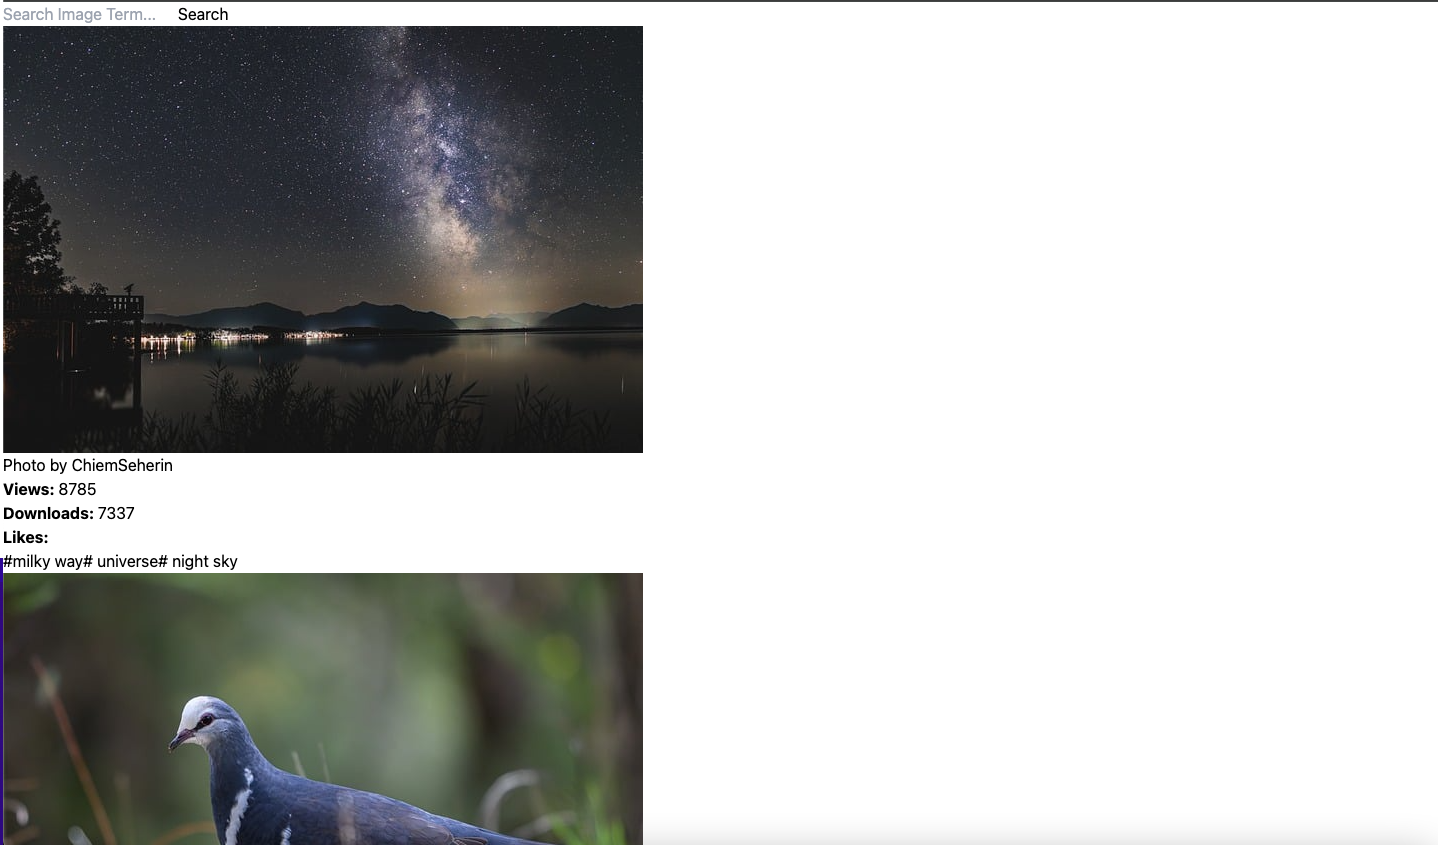 Search Image Term... Search
Photo by ChiemSeherin
Views: 8785
Downloads: 7337
Likes:
#milky way# universe# night sky